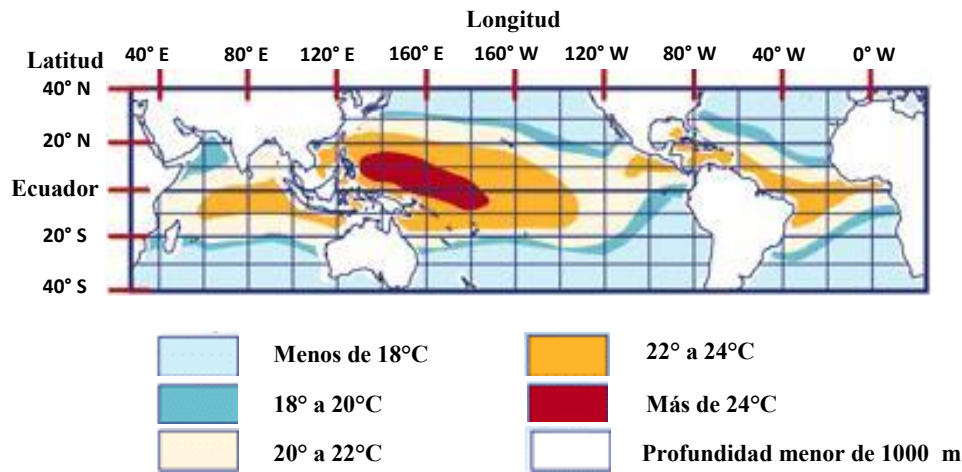 Longitud
Latitud
40° E 80° E 120° E 160° E 160° W 120° W 80° W 40° W 0° W
40° N
20° N
Ecuador
20° S
40° S
Menos de 18°C
22° a 24°C
18° a 20°C
Más de 24°C
20° a 22°C
Profundidad menor de 1000 m